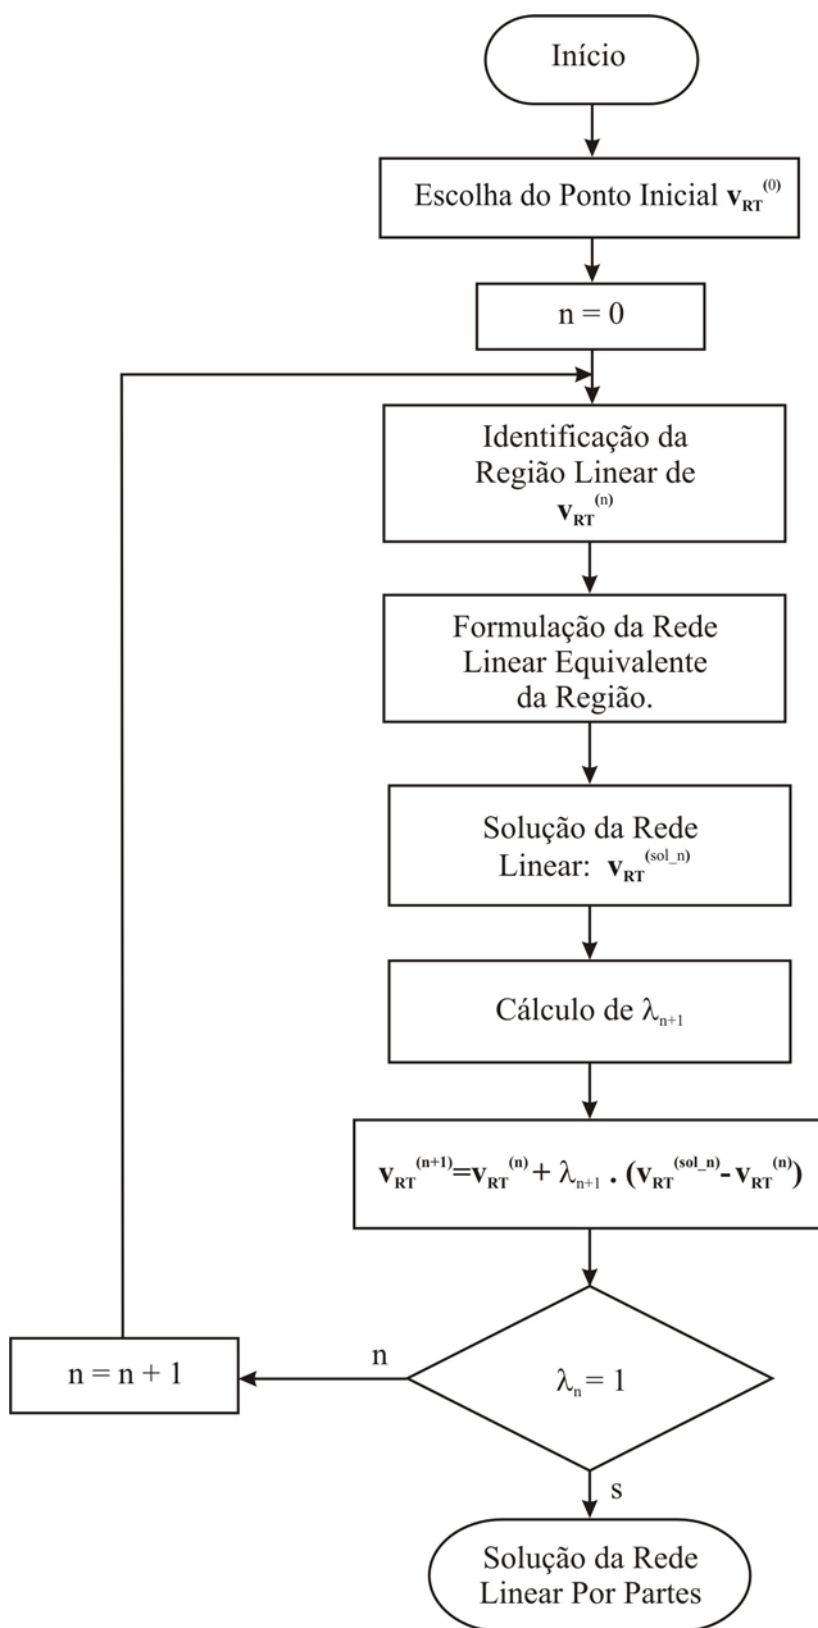 Início
Escolha do Ponto Inicial v_RT^(0)
n = 0
Identificação da
Região Linear de
v_RT^(n)
Formulação da Rede
Linear Equivalente
da Região.
Solução da Rede
Linear: v_RT^(sol_n)
Cálculo de λ_n+1
v_RT^(n+1)=v_RT^(n) + λ_n+1 . (v_RT^(sol_n)-v_RT^(n))
n = n + 1
n
λ_n = 1
s
Solução da Rede
Linear Por Partes